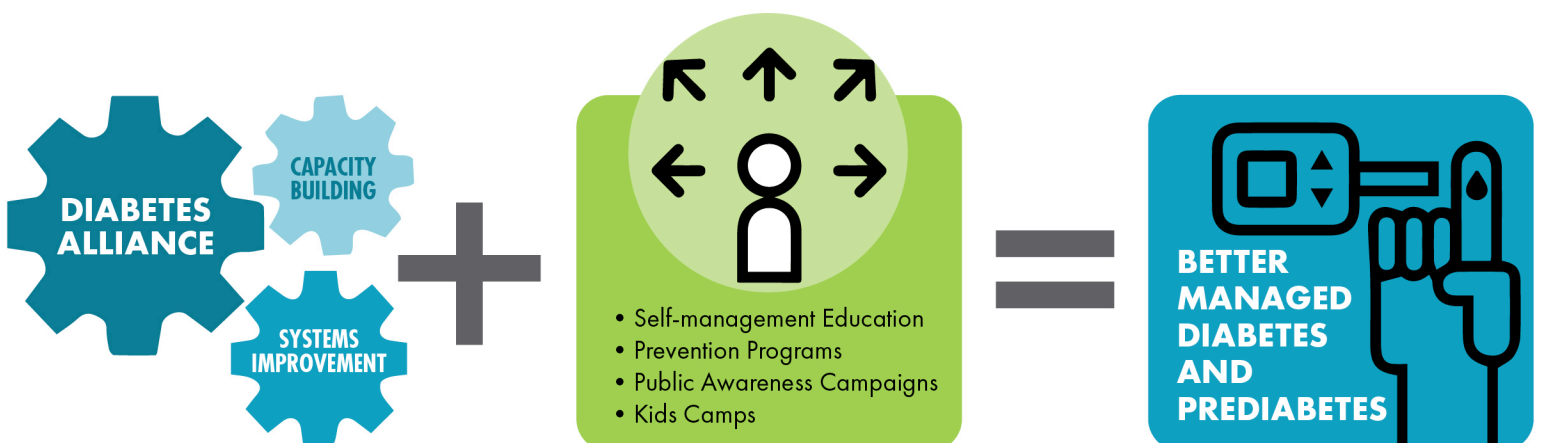 DIABETES
ALLIANCE
CAPACITY
BUILDING
SYSTEMS
IMPROVEMENT
• Self-management Education
• Prevention Programs
• Public Awareness Campaigns
• Kids Camps
BETTER
MANAGED
DIABETES
AND
PREDIABETES